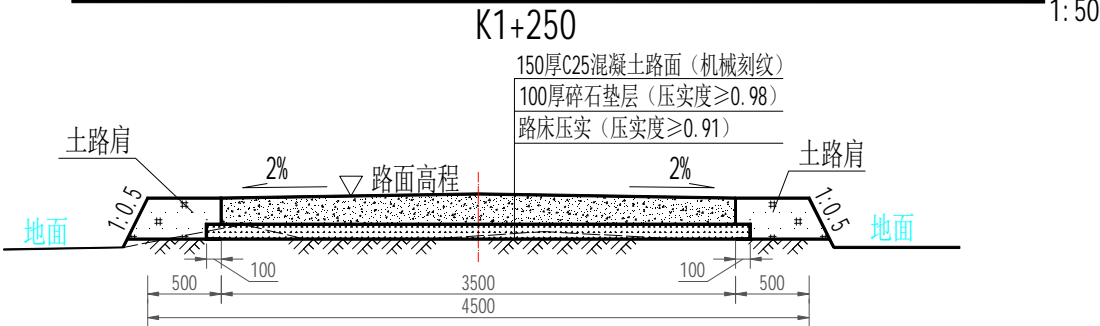 1:50
K1+250
150厚C25混凝土路面（机械刻纹）
100厚碎石垫层（压实度≥0.98）
路床压实（压实度≥0.91）
土路肩
土路肩
2%
路面高程
2%
1:0.5
1:0.5
地面
地面
100
100
500
3500
500
4500